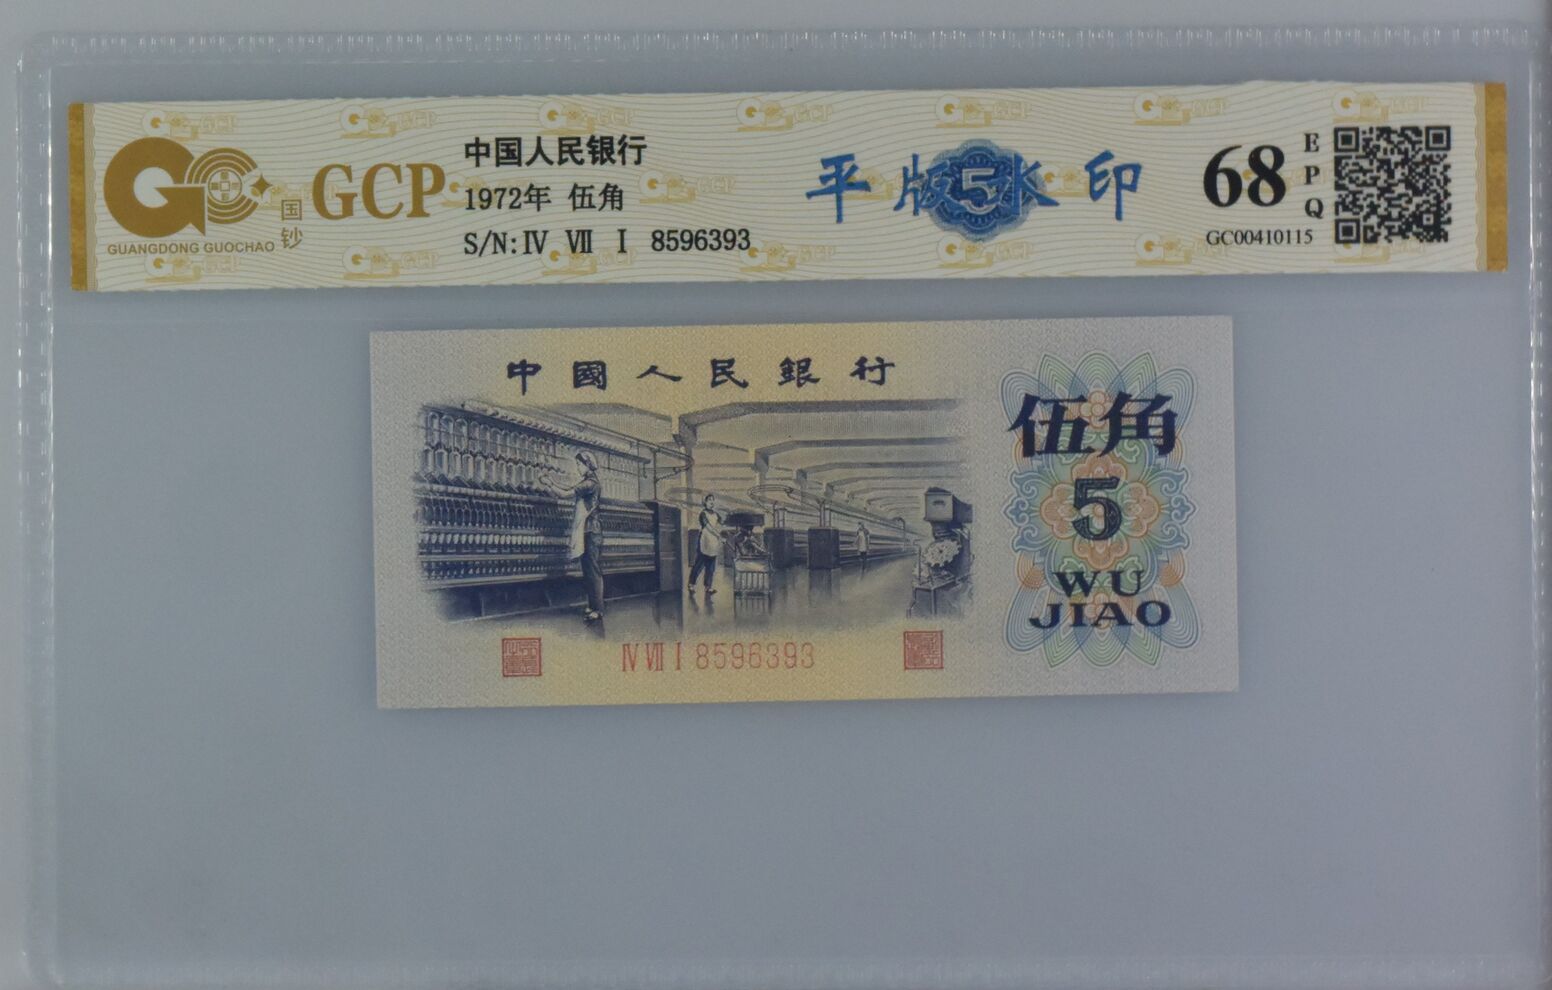 GCP
国钞
GUANGDONG GUOCHAO
中国人民银行
1972年 伍角
S/N:Ⅳ Ⅶ Ⅰ 8596393
平版5水印
68
EPQ
GC00410115
中國人民銀行
伍角
5
WU
JIAO
Ⅳ Ⅶ Ⅰ 8596393